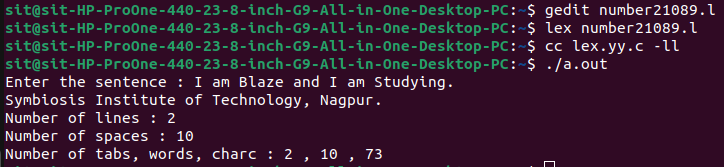 sit@sit-HP-ProOne-440-23-8-inch-G9-All-in-One-Desktop-PC:~$ gedit number21089.l
sit@sit-HP-ProOne-440-23-8-inch-G9-All-in-One-Desktop-PC:~$ lex number21089.l
sit@sit-HP-ProOne-440-23-8-inch-G9-All-in-One-Desktop-PC:~$ cc lex.yy.c -ll
sit@sit-HP-ProOne-440-23-8-inch-G9-All-in-One-Desktop-PC:~$ ./a.out
Enter the sentence : I am Blaze and I am Studying.
Symbiosis Institute of Technology, Nagpur.
Number of lines : 2
Number of spaces : 10
Number of tabs, words, charc : 2 , 10 , 73